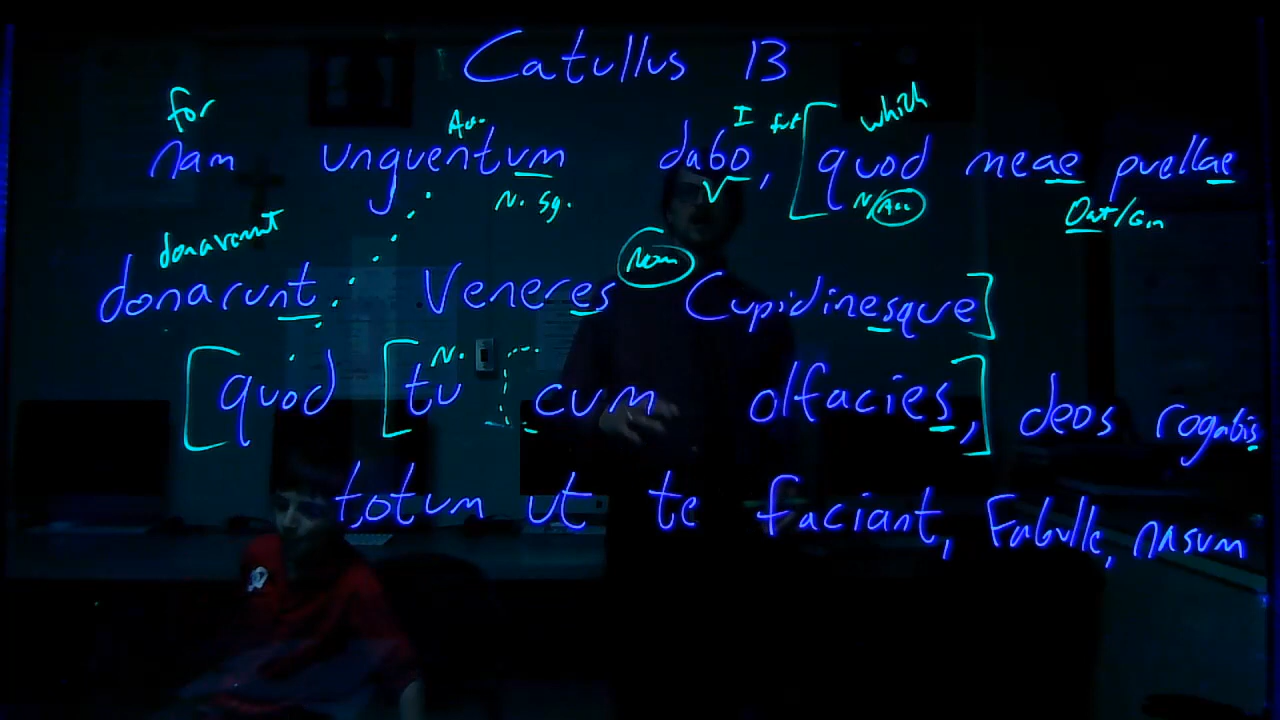 Catullus 13
for Acc. I fut which
nam unguentum dabo, [quod meae puellae
N. Sg. V N/Acc Dat/Gen
donaverunt Nom
donarunt Veneres Cupidinesque]
N.
[quod [tu [cum olfacies,] deos rogabis
totum ut te faciant, Fabulle, nasum